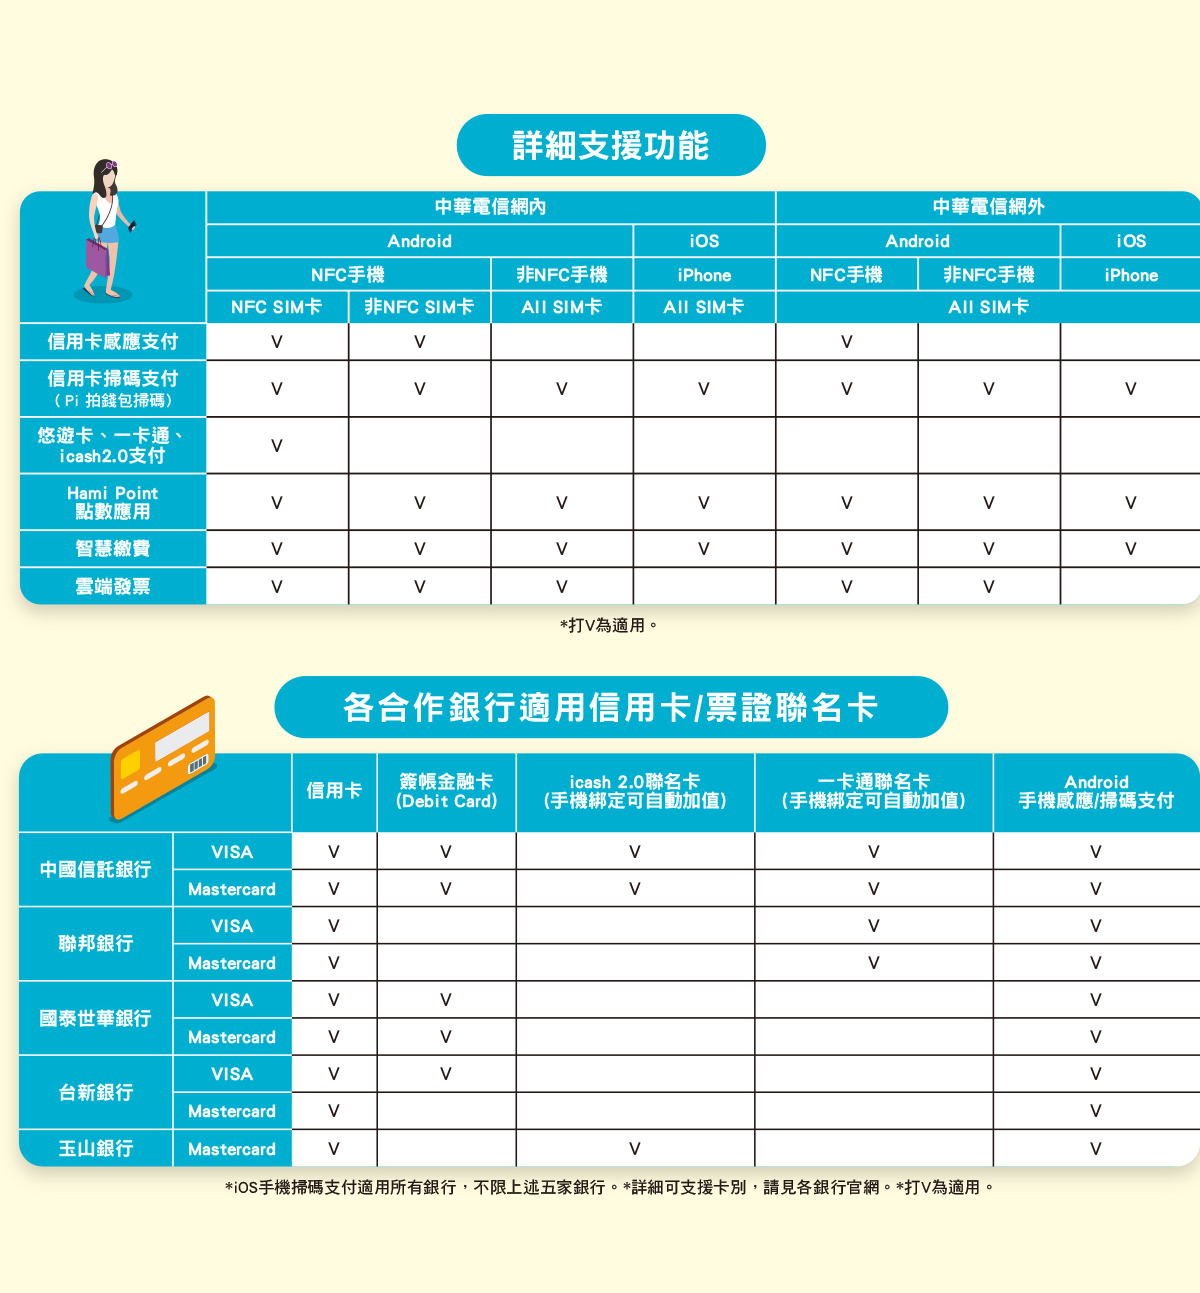 詳細支援功能
中華電信網內 中華電信網外
Android iOS Android iOS
NFC手機 非NFC手機 iPhone NFC手機 非NFC手機 iPhone
NFC SIM卡 非NFC SIM卡 All SIM卡 All SIM卡 All SIM卡
信用卡感應支付 V V V
信用卡掃碼支付
（Pi 拍錢包掃碼） V V V V V V V
悠遊卡、一卡通、
icash2.0支付 V
Hami Point
點數應用 V V V V V V V
智慧繳費 V V V V V V V
雲端發票 V V V V V
*打V為適用。
各合作銀行適用信用卡/票證聯名卡
信用卡 簽帳金融卡 icash 2.0聯名卡 一卡通聯名卡 Android
(Debit Card) (手機綁定可自動加值) (手機綁定可自動加值) 手機感應/掃碼支付
中國信託銀行 VISA V V V V V
Mastercard V V V V V
聯邦銀行 VISA V V V
Mastercard V V V
國泰世華銀行 VISA V V V
Mastercard V V V
台新銀行 VISA V V V
Mastercard V V
玉山銀行 Mastercard V V V
*iOS手機掃碼支付適用所有銀行，不限上述五家銀行。*詳細可支援卡別，請見各銀行官網。*打V為適用。